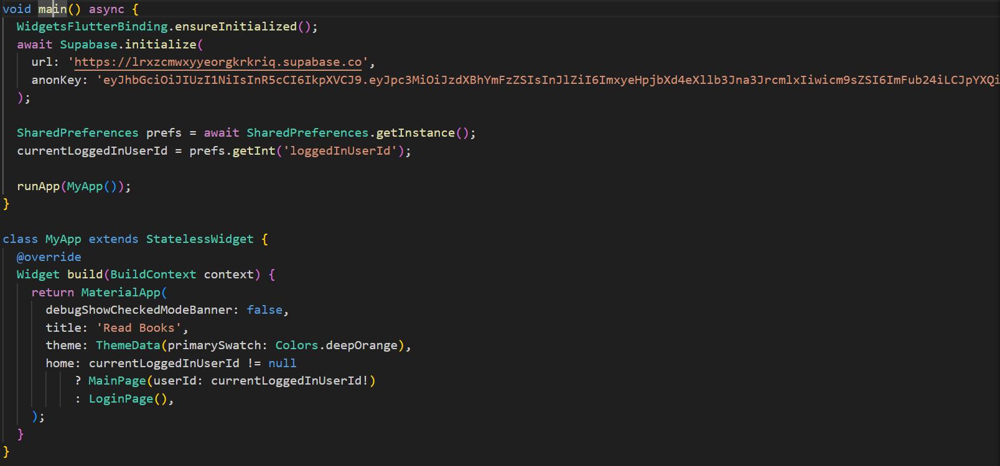 void main() async {
  WidgetsFlutterBinding.ensureInitialized();
  await Supabase.initialize(
    url: 'https://lrxzcmwxyyeorgkrkriq.supabase.co',
    anonKey: 'eyJhbGciOiJIUzI1NiIsInR5cCI6IkpXVCJ9.eyJpc3MiOiJzdXBhYmFzZSIsInJlZiI6ImxyeHpjbXd4eXllb3Jna3JrcmlxIiwicm9sZSI6ImFub24iLCJpYXQi
  );

  SharedPreferences prefs = await SharedPreferences.getInstance();
  currentLoggedInUserId = prefs.getInt('loggedInUserId');

  runApp(MyApp());
}

class MyApp extends StatelessWidget {
  @override
  Widget build(BuildContext context) {
    return MaterialApp(
      debugShowCheckedModeBanner: false,
      title: 'Read Books',
      theme: ThemeData(primarySwatch: Colors.deepOrange),
      home: currentLoggedInUserId != null
          ? MainPage(userId: currentLoggedInUserId!)
          : LoginPage(),
    );
  }
}